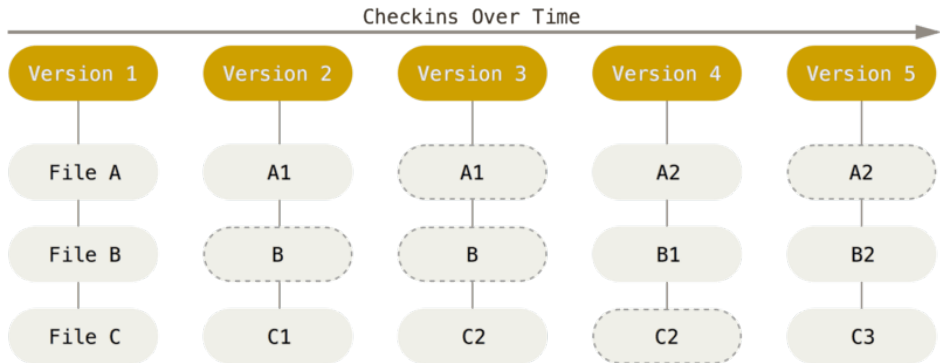 Checkins Over Time
Version 1 Version 2 Version 3 Version 4 Version 5
File A A1 A1 A2 A2
File B B B B1 B2
File C C1 C2 C2 C3